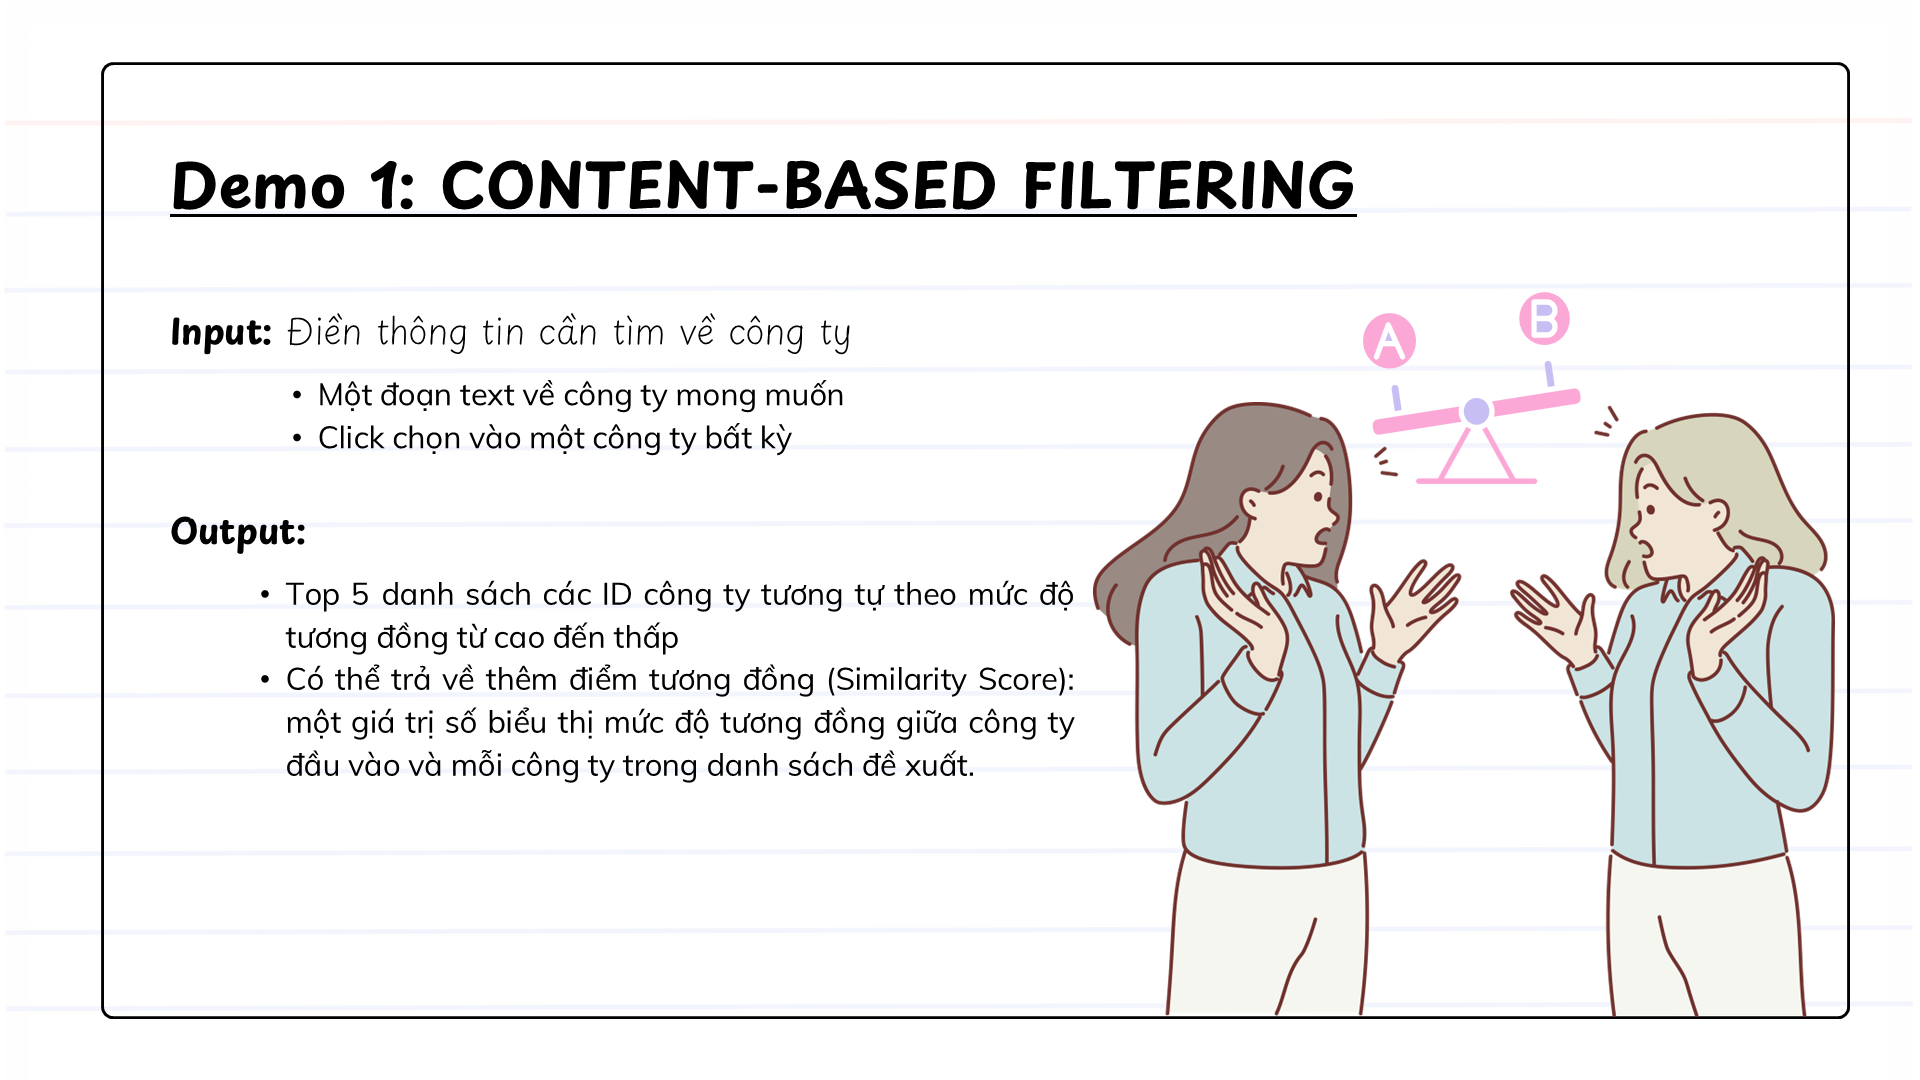 Demo 1: CONTENT-BASED FILTERING
Input: Điền thông tin cần tìm về công ty
• Một đoạn text về công ty mong muốn
• Click chọn vào một công ty bất kỳ
Output:
• Top 5 danh sách các ID công ty tương tự theo mức độ
tương đồng từ cao đến thấp
• Có thể trả về thêm điểm tương đồng (Similarity Score):
một giá trị số biểu thị mức độ tương đồng giữa công ty
đầu vào và mỗi công ty trong danh sách đề xuất.
A
B